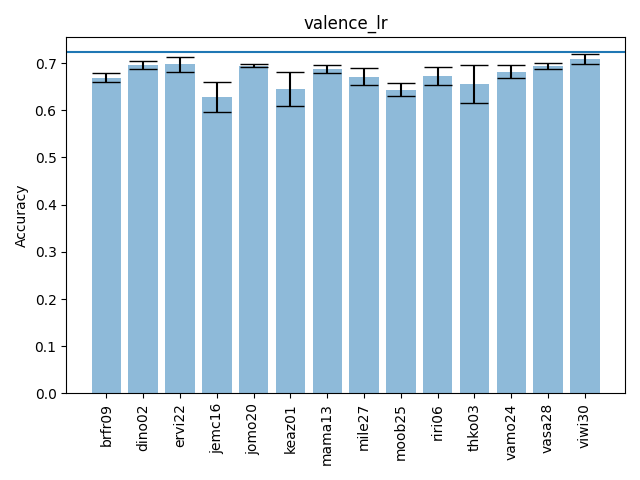 valence_lr
Accuracy
0.7
0.6
0.5
0.4
0.3
0.2
0.1
0.0
brfr09
dino02
ervi22
jemc16
jomo20
keaz01
mama13
mile27
moob25
riri06
thko03
vamo24
vasa28
viwi30